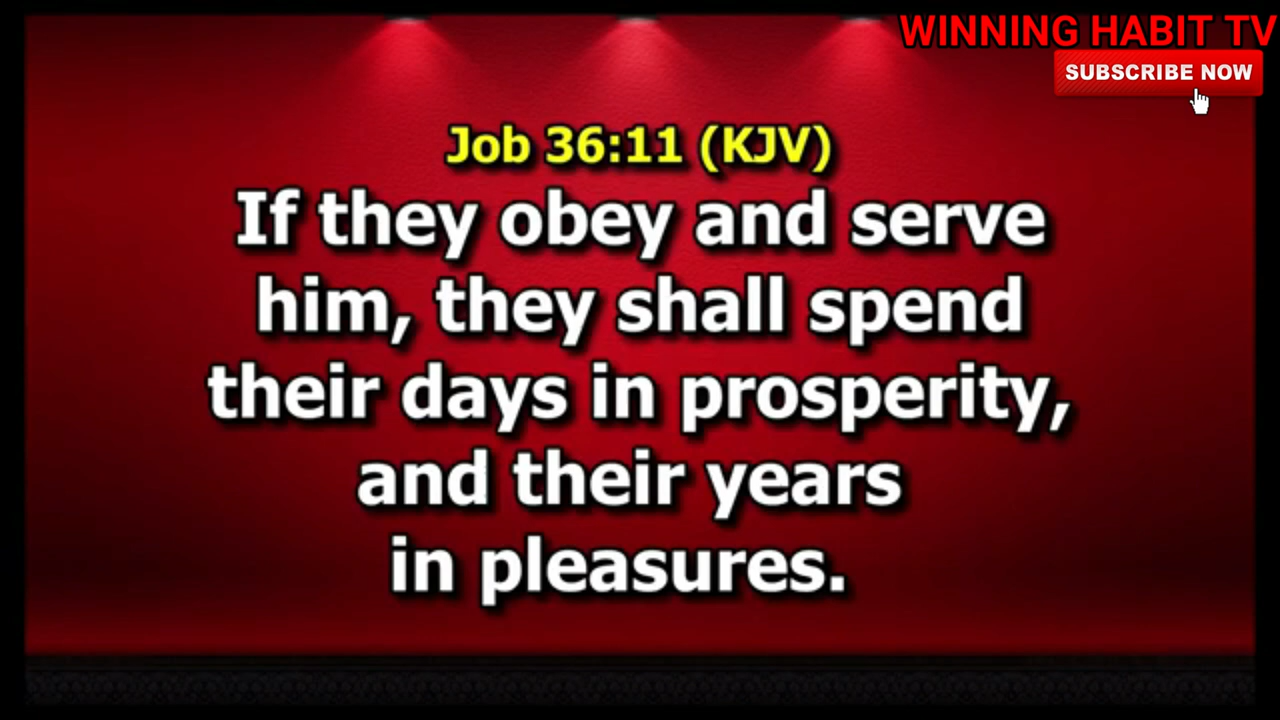 WINNING HABIT TV
SUBSCRIBE NOW
Job 36:11 (KJV)
If they obey and serve
him, they shall spend
their days in prosperity,
and their years
in pleasures.